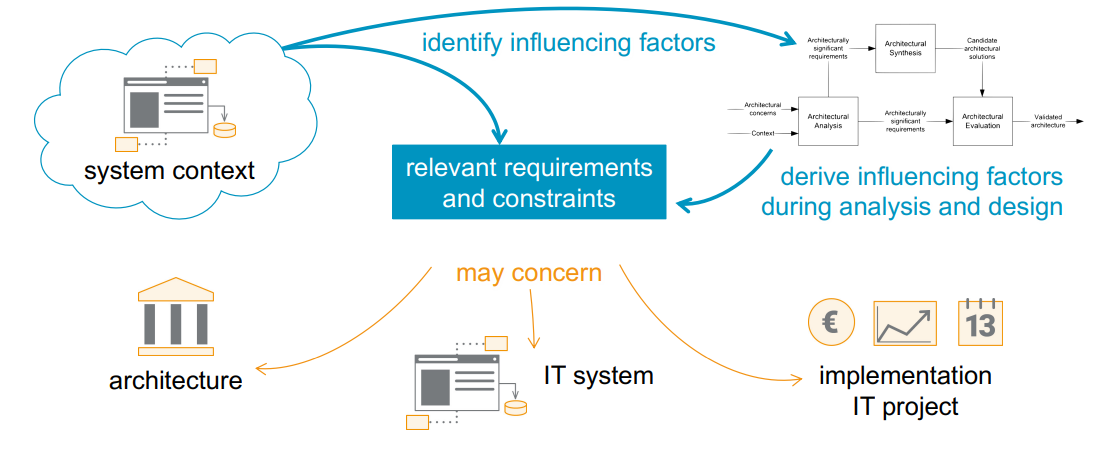 identify influencing factors
Architecturally
significant
requirements
Architectural
Synthesis
Candidate
architectural
solutions
Architectural
concerns
Context
Architectural
Analysis
Architecturally
significant
requirements
Architectural
Evaluation
Validated
architecture
system context
relevant requirements
and constraints
derive influencing factors
during analysis and design
may concern
architecture
IT system
€
13
implementation
IT project